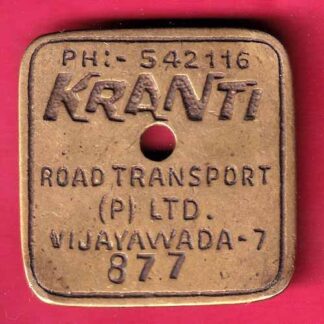 PH:- 542116
KRANTI
ROAD TRANSPORT
(P) LTD.
VIJAYAWADA-7
877